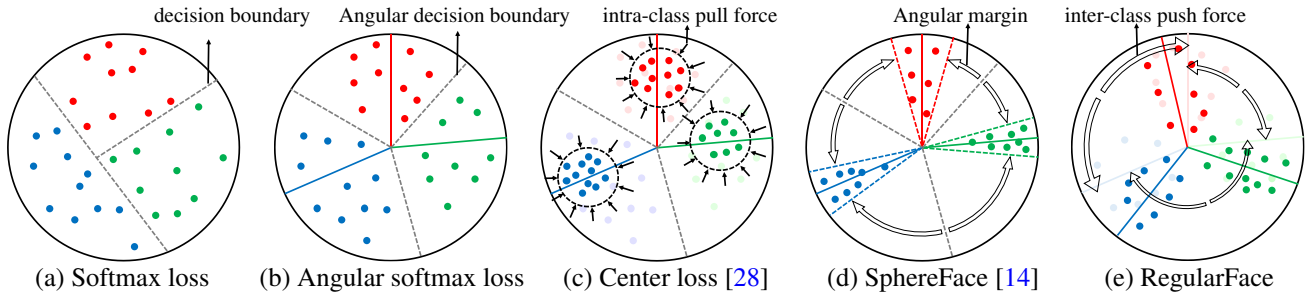 decision boundary
Angular decision boundary
intra-class pull force
Angular margin
inter-class push force
(a) Softmax loss
(b) Angular softmax loss
(c) Center loss [28]
(d) SphereFace [14]
(e) RegularFace